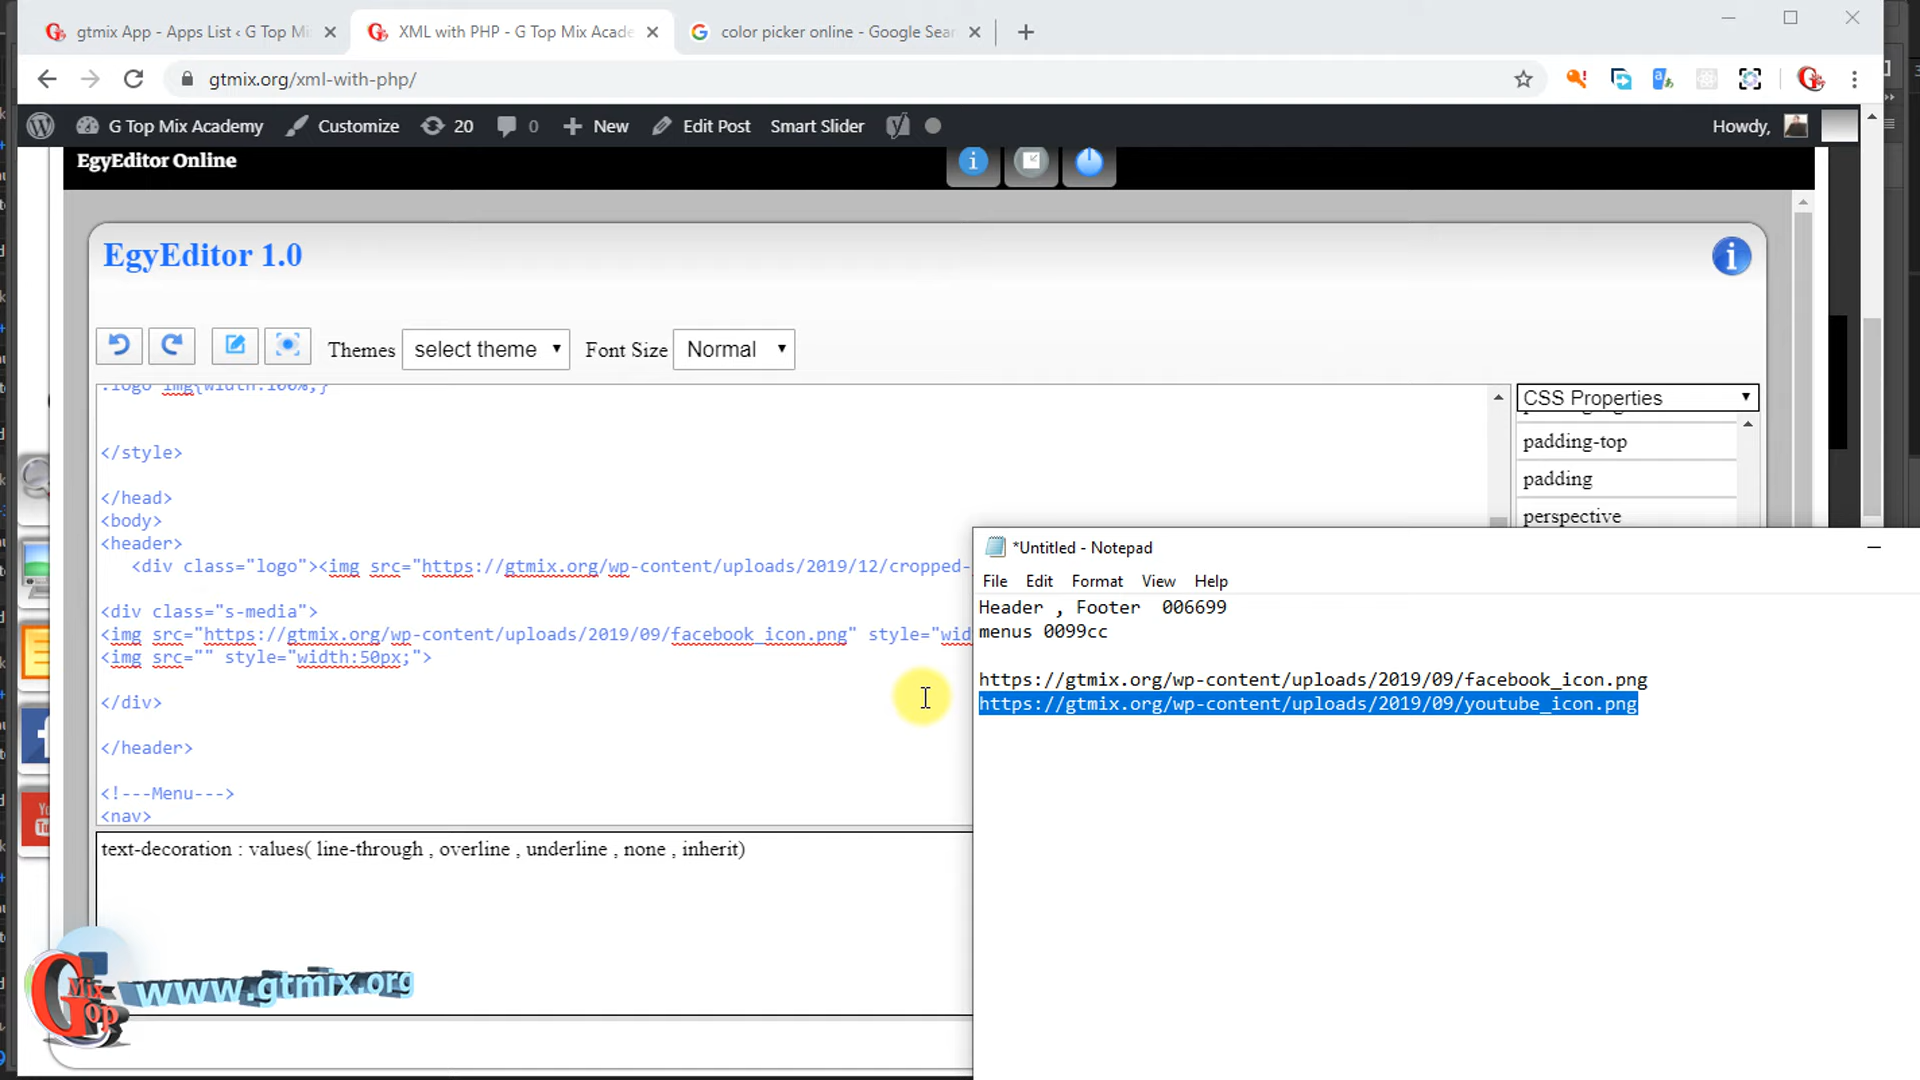 gtmix App - Apps List ‹ G Top Mi
XML with PHP - G Top Mix Acade
color picker online - Google Sear
gtmix.org/xml-with-php/
G Top Mix Academy
Customize
20
0
New
Edit Post
Smart Slider
Howdy,
EgyEditor Online
EgyEditor 1.0
Themes
select theme
Font Size
Normal
.logo img{width:100%;}
</style>
</head>
<body>
<header>
<div class="logo"><img src="https://gtmix.org/wp-content/uploads/2019/12/cropped-
<div class="s-media">
<img src="https://gtmix.org/wp-content/uploads/2019/09/facebook_icon.png" style="wid
<img src="" style="width:50px;">
</div>
</header>
<!---Menu--->
<nav>
CSS Properties
padding-top
padding
perspective
*Untitled - Notepad
File Edit Format View Help
Header , Footer  006699
menus 0099cc
https://gtmix.org/wp-content/uploads/2019/09/facebook_icon.png
https://gtmix.org/wp-content/uploads/2019/09/youtube_icon.png
text-decoration : values( line-through , overline , underline , none , inherit)
G Mix Top
www.gtmix.org